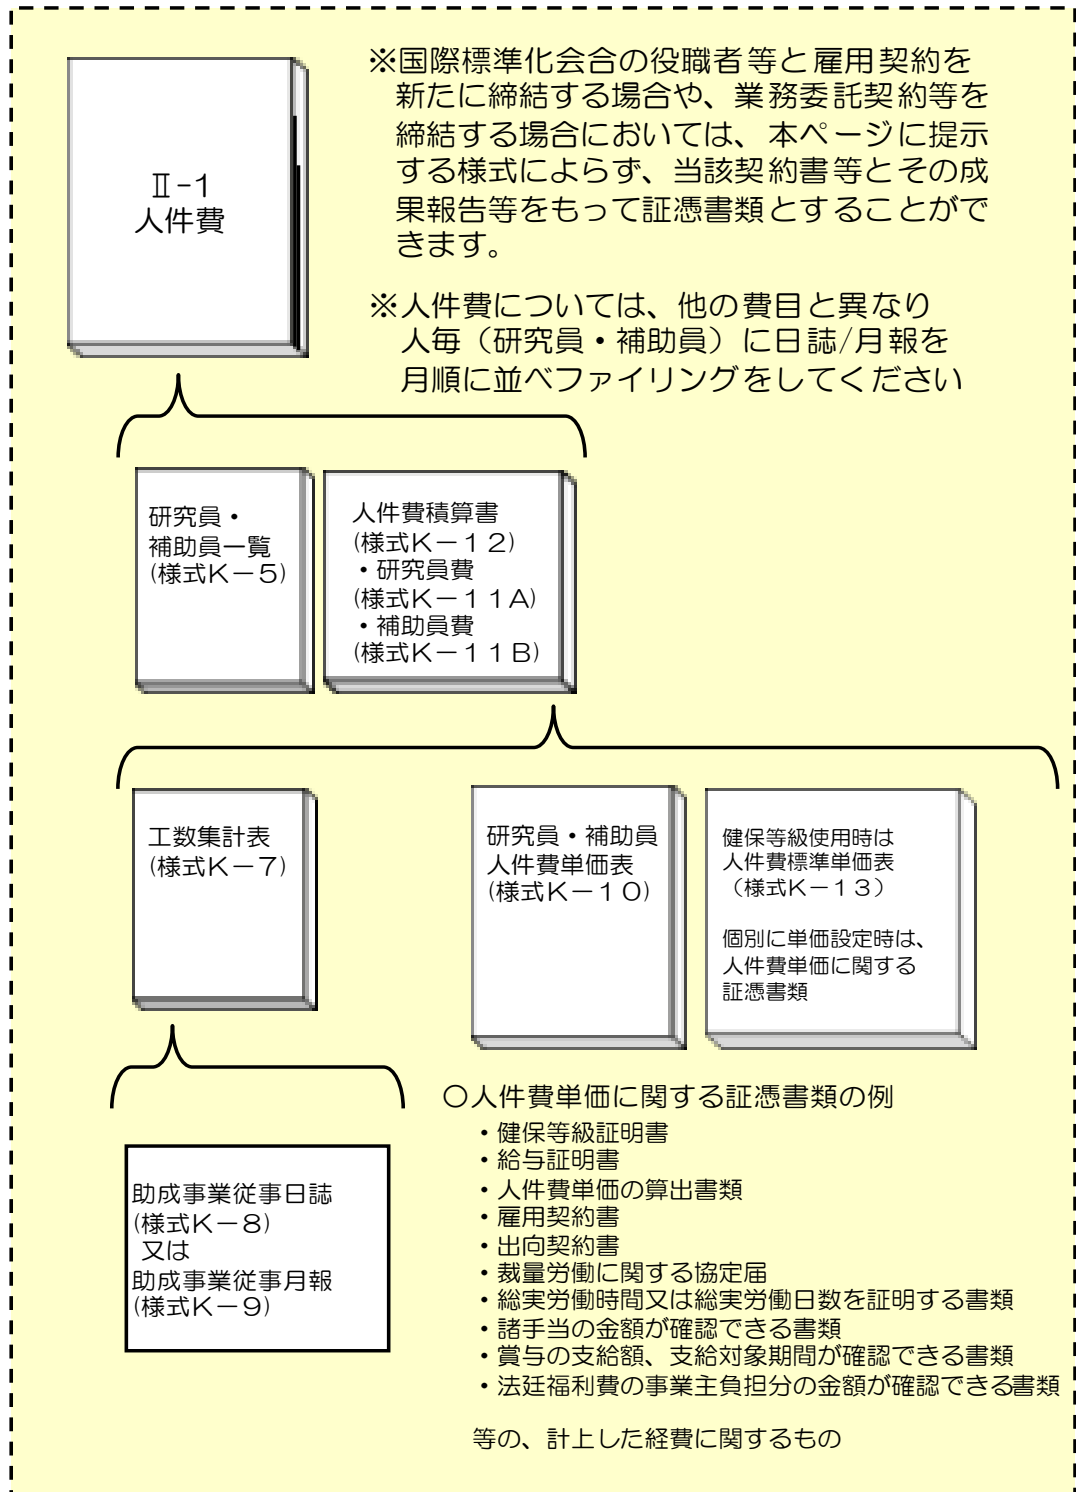 Ⅱ-1
人件費
※国際標準化会合の役職者等と雇用契約を
新たに締結する場合や、業務委託契約等を
締結する場合においては、本ページに提示
する様式によらず、当該契約書等とその成
果報告等をもって証憑書類とすることがで
きます。
※人件費については、他の費目と異なり
人毎（研究員・補助員）に日誌/月報を
月順に並べファイリングをしてください
研究員・
補助員一覧
(様式Ｋ－５)
人件費積算書
(様式Ｋ－１２)
・研究員費
(様式Ｋ－１１Ａ)
・補助員費
(様式Ｋ－１１Ｂ)
工数集計表
(様式Ｋ－７)
研究員・補助員
人件費単価表
(様式Ｋ－１０)
健保等級使用時は
人件費標準単価表
（様式Ｋ－１３）
個別に単価設定時は、
人件費単価に関する
証憑書類
助成事業従事日誌
(様式Ｋ－８)
又は
助成事業従事月報
(様式Ｋ－９)
〇人件費単価に関する証憑書類の例
・健保等級証明書
・給与証明書
・人件費単価の算出書類
・雇用契約書
・出向契約書
・裁量労働に関する協定届
・総実労働時間又は総実労働日数を証明する書類
・諸手当の金額が確認できる書類
・賞与の支給額、支給対象期間が確認できる書類
・法廷福利費の事業主負担分の金額が確認できる書類
等の、計上した経費に関するもの